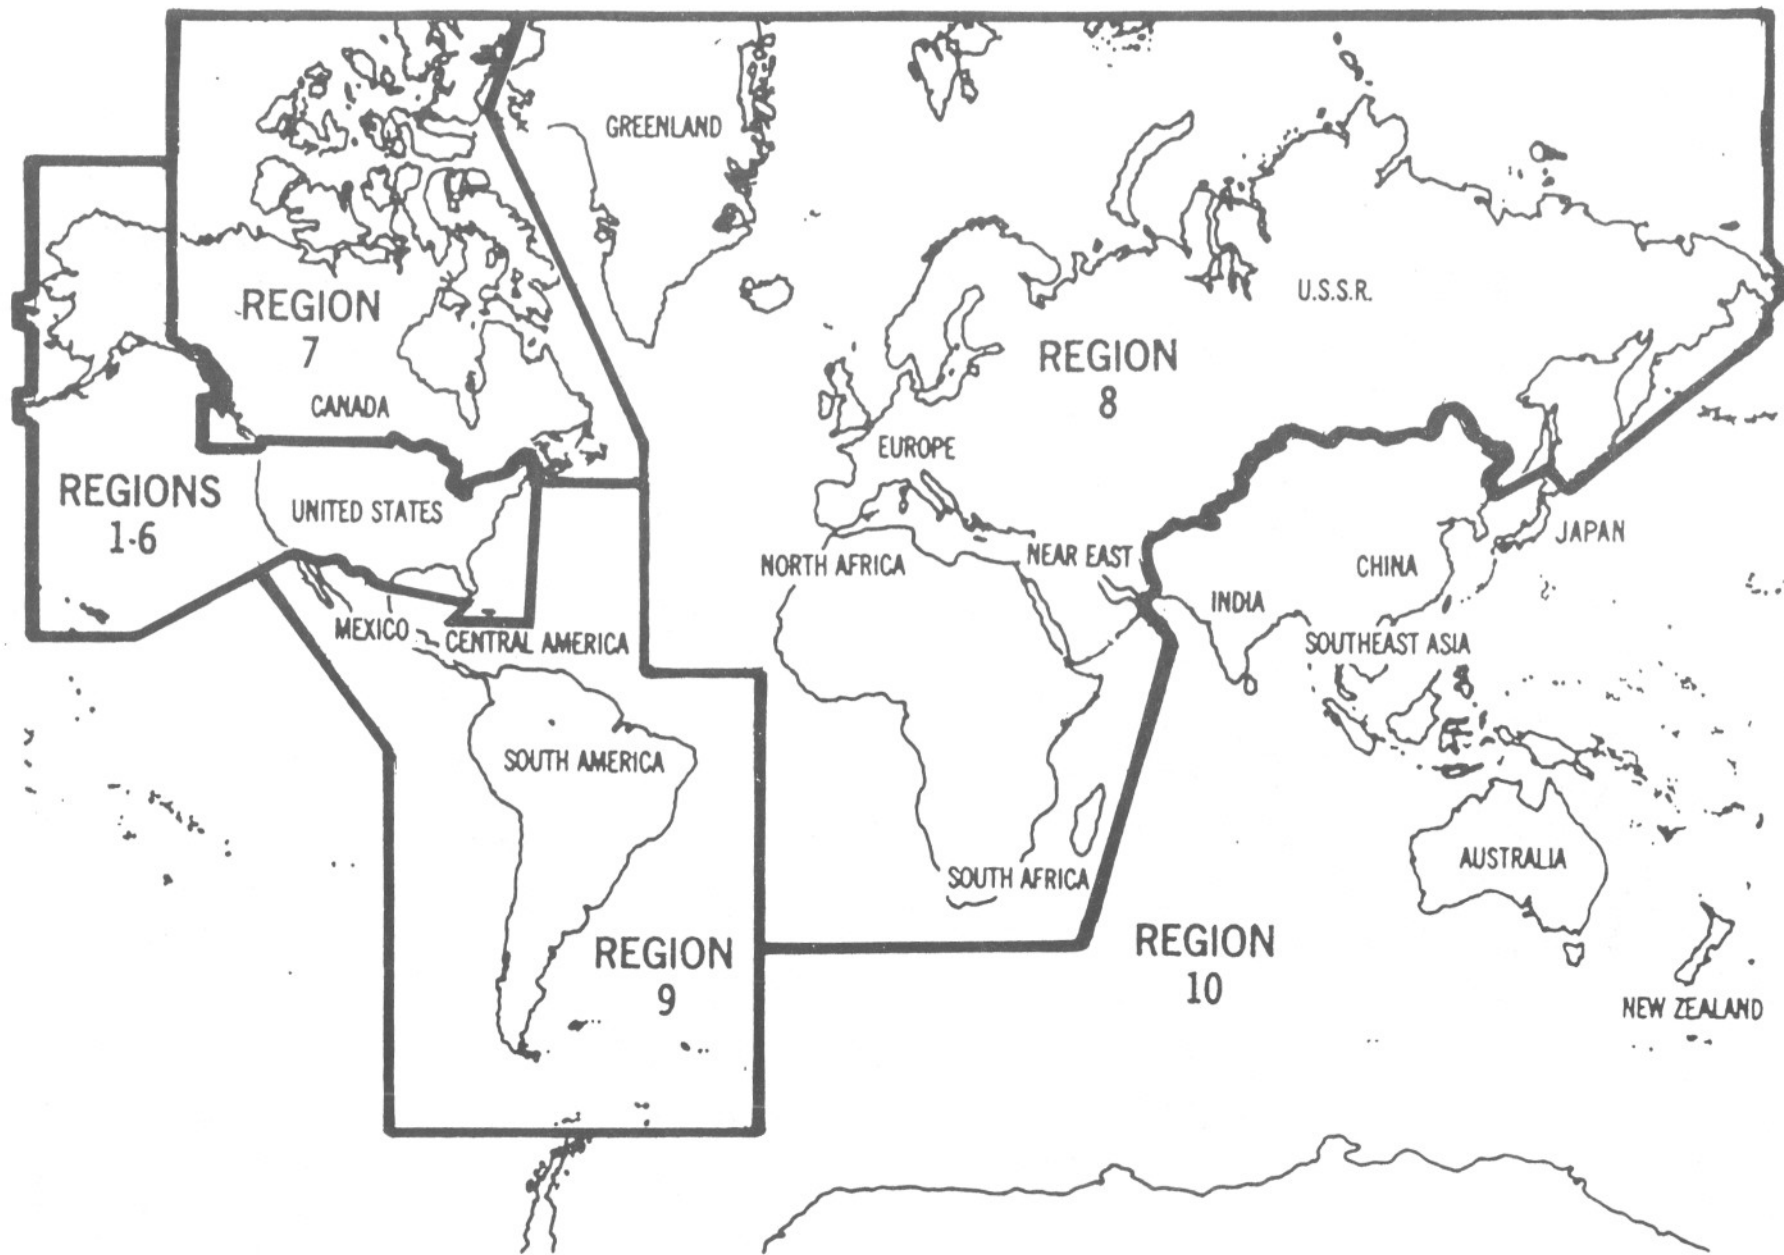 GREENLAND
REGION
7
U.S.S.R.
REGION
8
CANADA
EUROPE
REGIONS
1-6
UNITED STATES
JAPAN
NORTH AFRICA
NEAR EAST
CHINA
INDIA
MEXICO
CENTRAL AMERICA
SOUTHEAST ASIA
SOUTH AMERICA
AUSTRALIA
SOUTH AFRICA
REGION
9
REGION
10
NEW ZEALAND